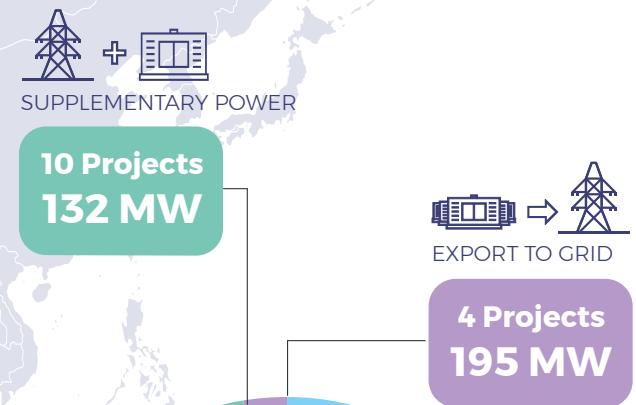 SUPPLEMENTARY POWER
10 Projects
132 MW
EXPORT TO GRID
4 Projects
195 MW